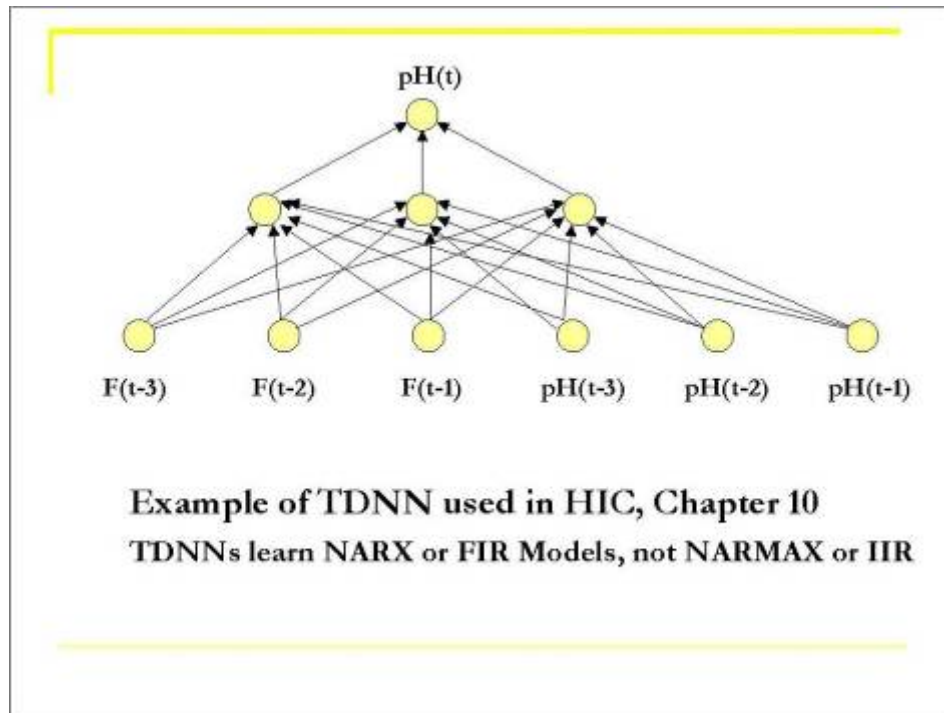 pH(t)
F(t-3) F(t-2) F(t-1) pH(t-3) pH(t-2) pH(t-1)
Example of TDNN used in HIC, Chapter 10
TDNNs learn NARX or FIR Models, not NARMAX or IIR